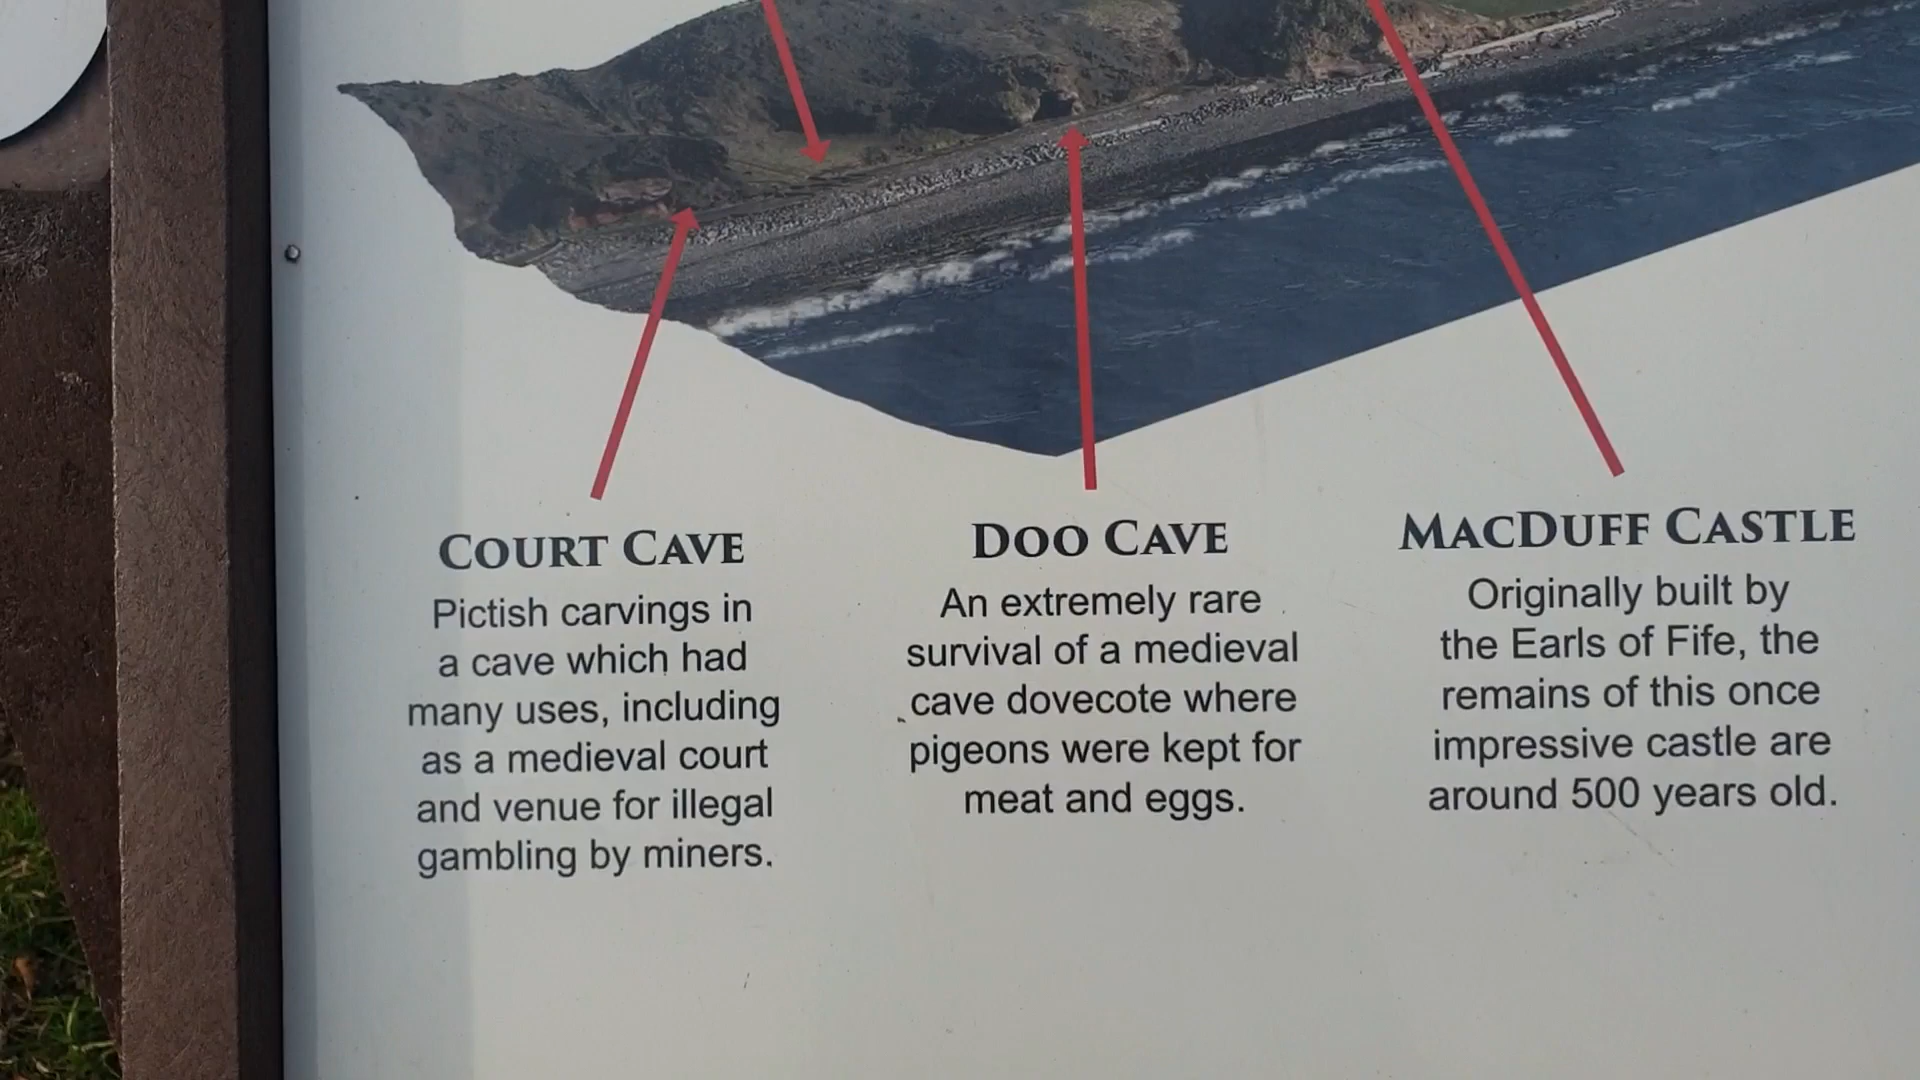 COURT CAVE
Pictish carvings in
a cave which had
many uses, including
as a medieval court
and venue for illegal
gambling by miners.
DOO CAVE
An extremely rare
survival of a medieval
cave dovecote where
pigeons were kept for
meat and eggs.
MACDUFF CASTLE
Originally built by
the Earls of Fife, the
remains of this once
impressive castle are
around 500 years old.